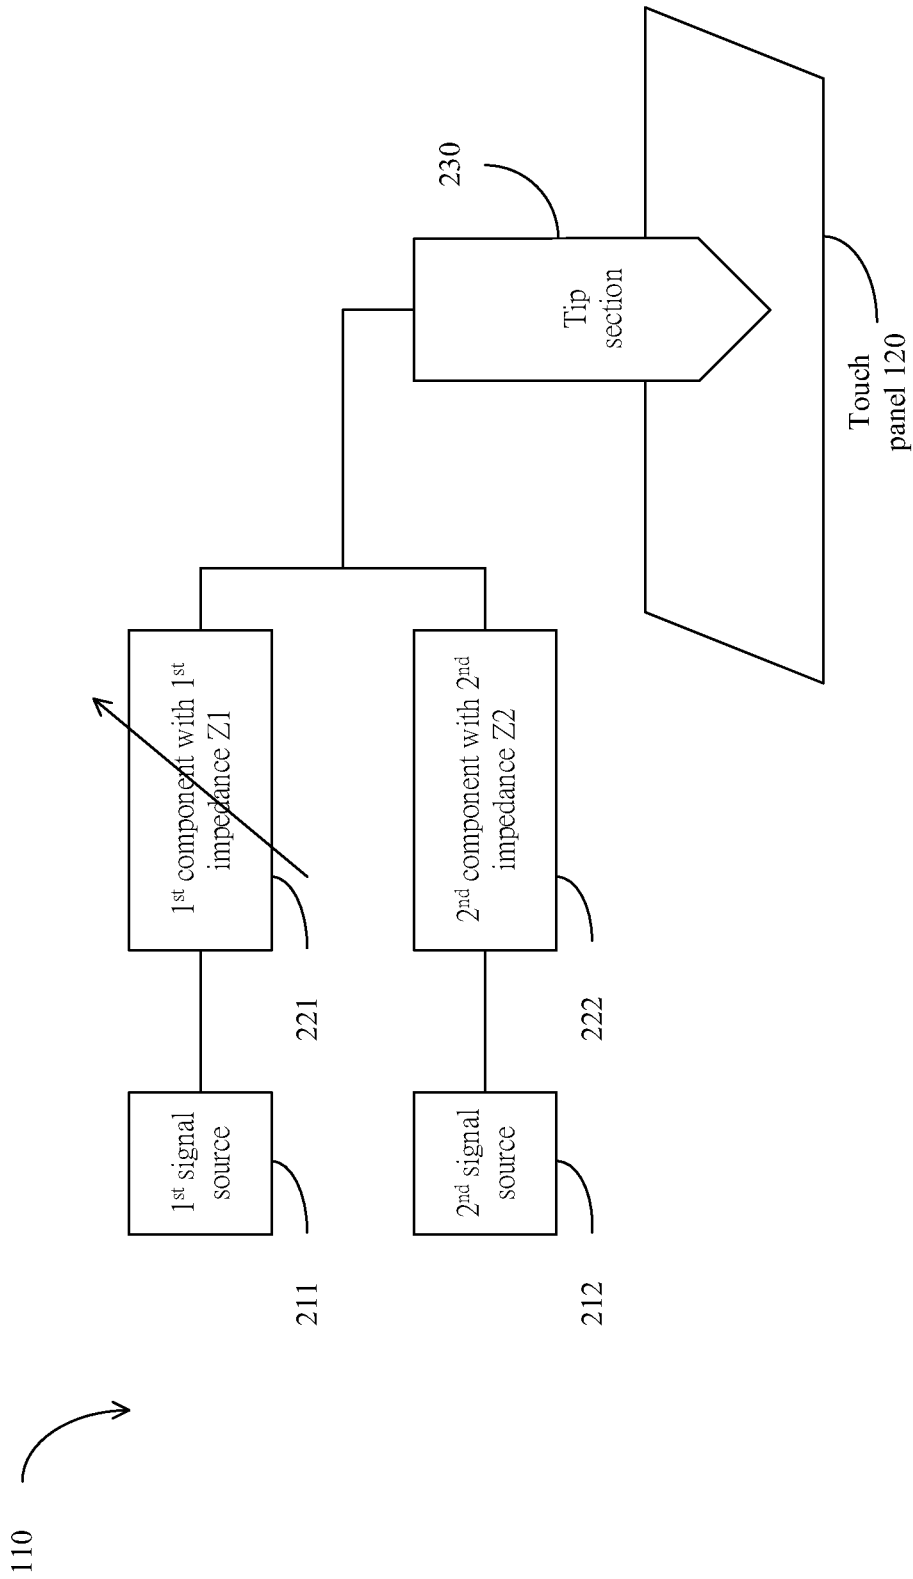 110
1st signal
source
211
2nd signal
source
212
1st component with 1st
impedance Z1
221
2nd component with 2nd
impedance Z2
222
Tip
section
230
Touch
panel 120